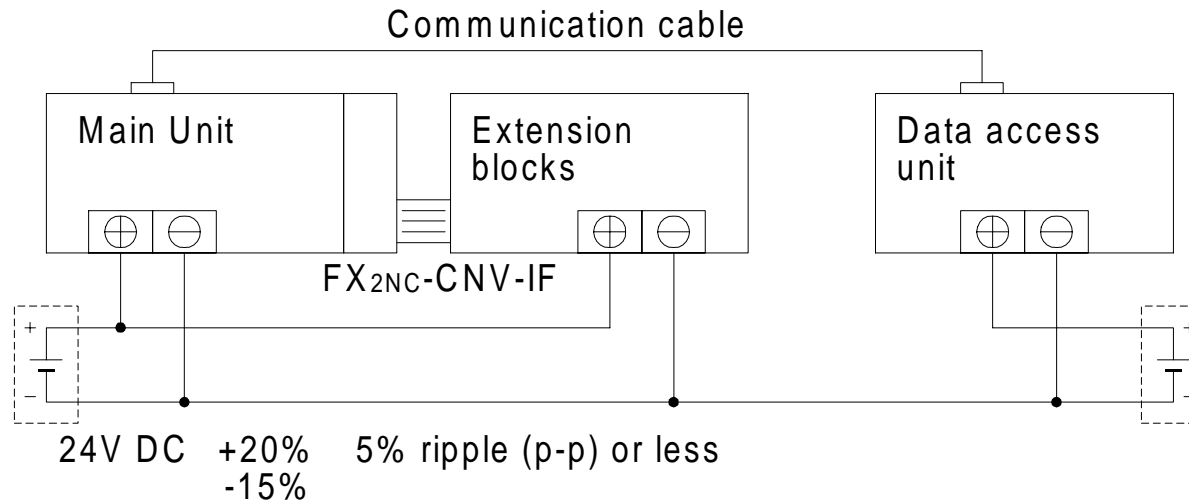 Communication cable
Main Unit
Extension
blocks
Data access
unit
FX2NC-CNV-IF
+
+
−
−
24V DC +20% 5% ripple (p-p) or less
-15%